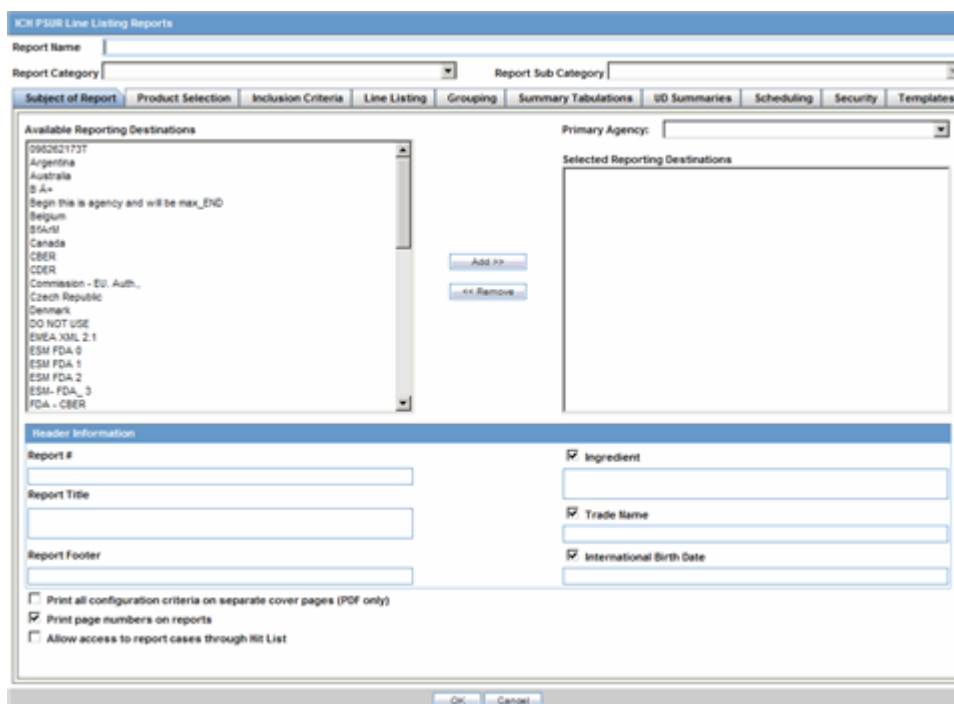 ICH PSUR Line Listing Reports
Report Name
Report Category
Report Sub Category
Subject of Report
Product Selection
Inclusion Criteria
Line Listing
Grouping
Summary Tabulations
UD Summaries
Scheduling
Security
Templates
Available Reporting Destinations
Primary Agency:
098262173T
Argentina
Australia
B Â+
Begin this is agency and will be max_END
Belgium
BfArM
Canada
CBER
CDER
Commission - EU. Auth.,
Czech Republic
Denmark
DO NOT USE
EMEA XML 2.1
ESM FDA 0
ESM FDA 1
ESM FDA 2
ESM- FDA_ 3
FDA - CBER
Add >>
<< Remove
Selected Reporting Destinations
Header Information
Report #
Ingredient
Report Title
Trade Name
Report Footer
International Birth Date
Print all configuration criteria on separate cover pages (PDF only)
Print page numbers on reports
Allow access to report cases through Hit List
OK
Cancel